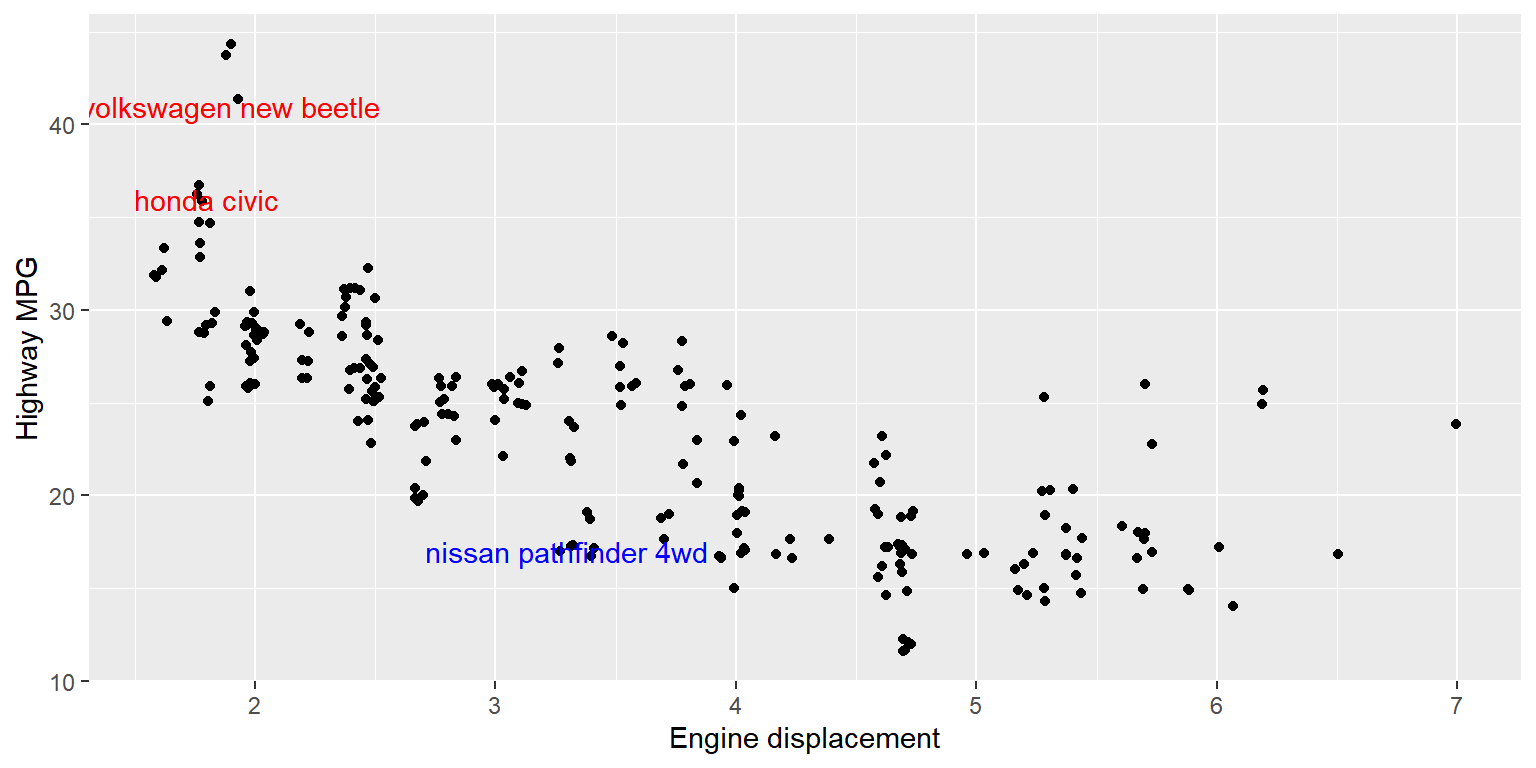 volkswagen new beetle
40
honda civic
30
Highway MPG
20
nissan pathfinder 4wd
10
2 3 4 5 6 7
Engine displacement